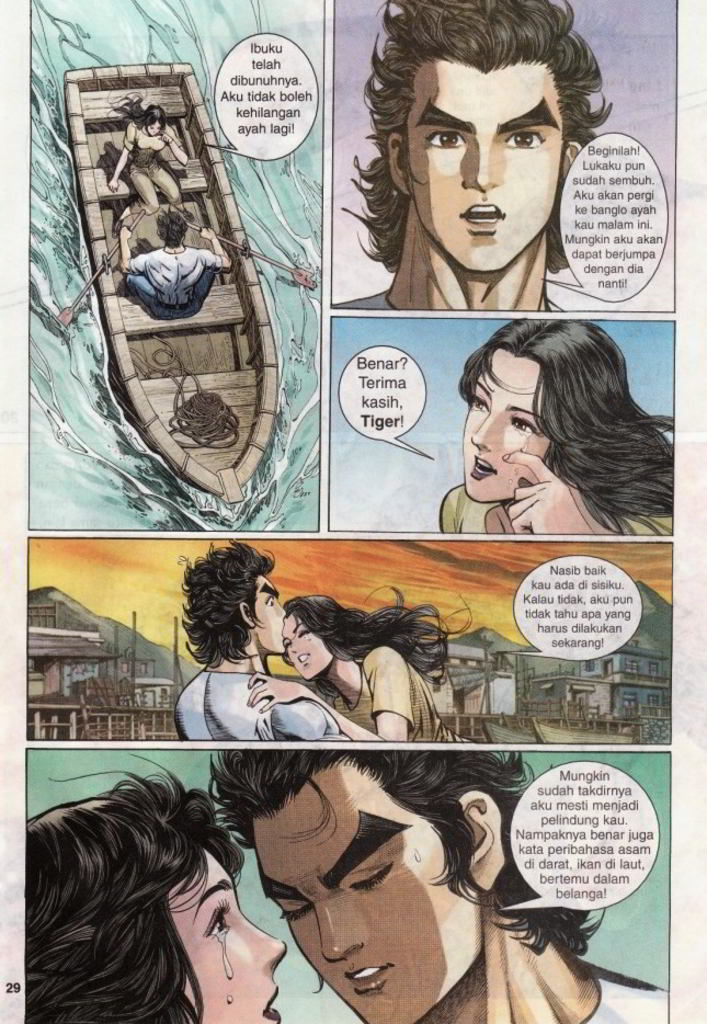 Ibuku
telah
dibunuhnya.
Aku tidak boleh
kehilangan
ayah lagi!
Beginilah!
Lukaku pun
sudah sembuh.
Aku akan pergi
ke banglo ayah
kau malam ini.
Mungkin aku akan
dapat berjumpa
dengan dia
nanti!
Benar?
Terima
kasih,
Tiger!
Nasib baik
kau ada di sisiku.
Kalau tidak, aku pun
tidak tahu apa yang
harus dilakukan
sekarang!
Mungkin
sudah takdirnya
aku mesti menjadi
pelindung kau.
Nampaknya benar juga
kata peribahasa asam
di darat, ikan di laut,
bertemu dalam
belanga!
29